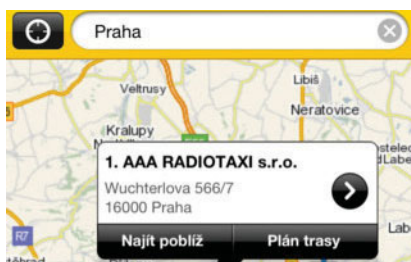 Praha
Veltrusy
Libiš
Neratovice
Kralupy
1. AAA RADIOTAXI s.r.o.
Wuchterlova 566/7
16000 Praha
Najít poblíž
Plán trasy
R7